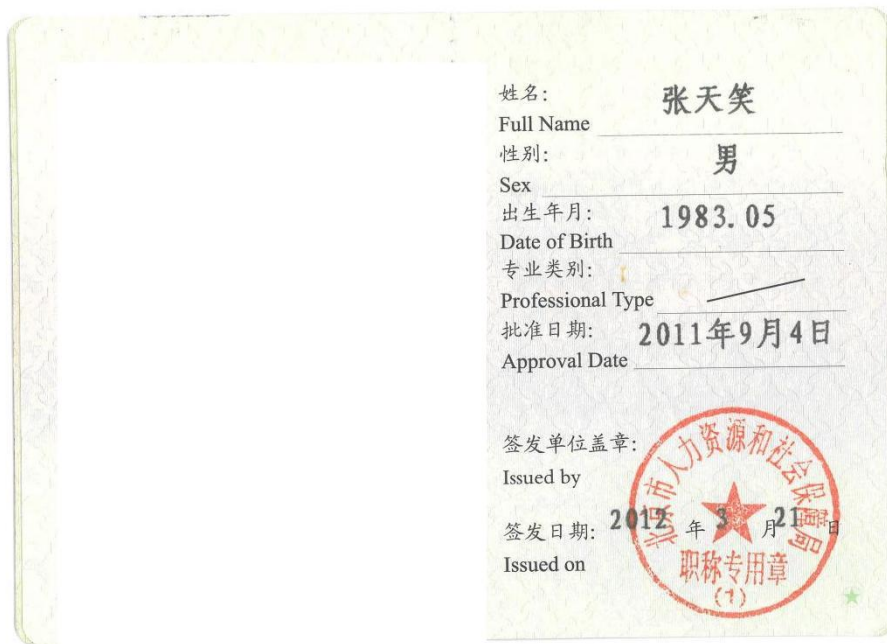 姓名: 张天笑
Full Name
性别: 男
Sex
出生年月: 1983.05
Date of Birth
专业类别:
Professional Type
批准日期: 2011年9月4日
Approval Date
签发单位盖章:
Issued by
北京市人力资源和社会保障局
签发日期: 2012 年 3 月 21 日
Issued on
职称专用章
(1)